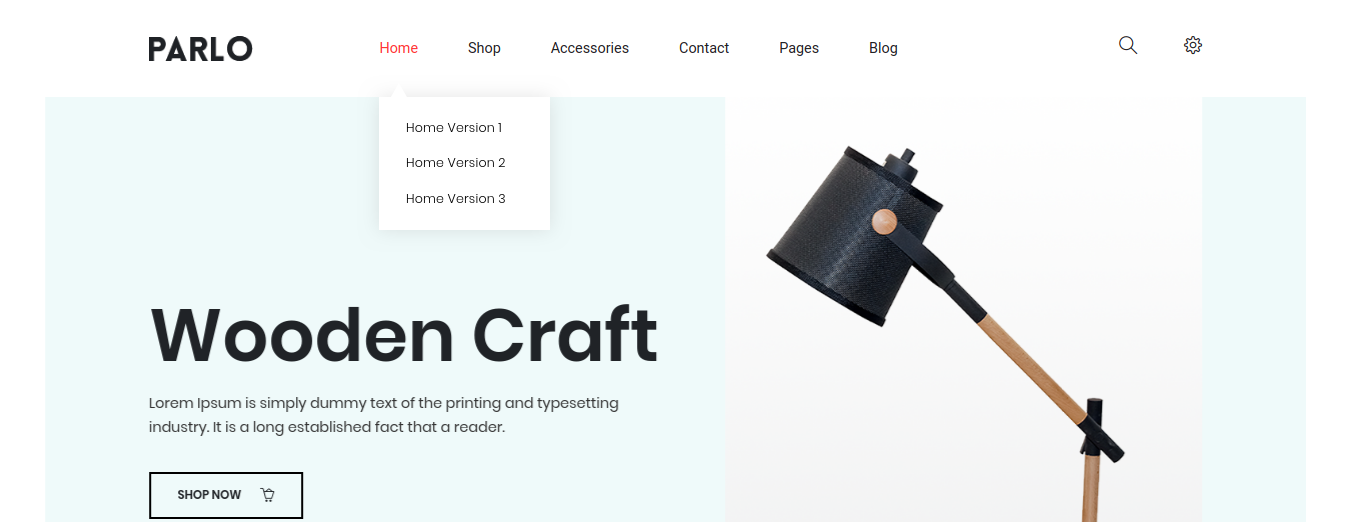 PARLO
Home Shop Accessories Contact Pages Blog
Home Version 1
Home Version 2
Home Version 3
Wooden Craft
Lorem Ipsum is simply dummy text of the printing and typesetting
industry. It is a long established fact that a reader.
SHOP NOW